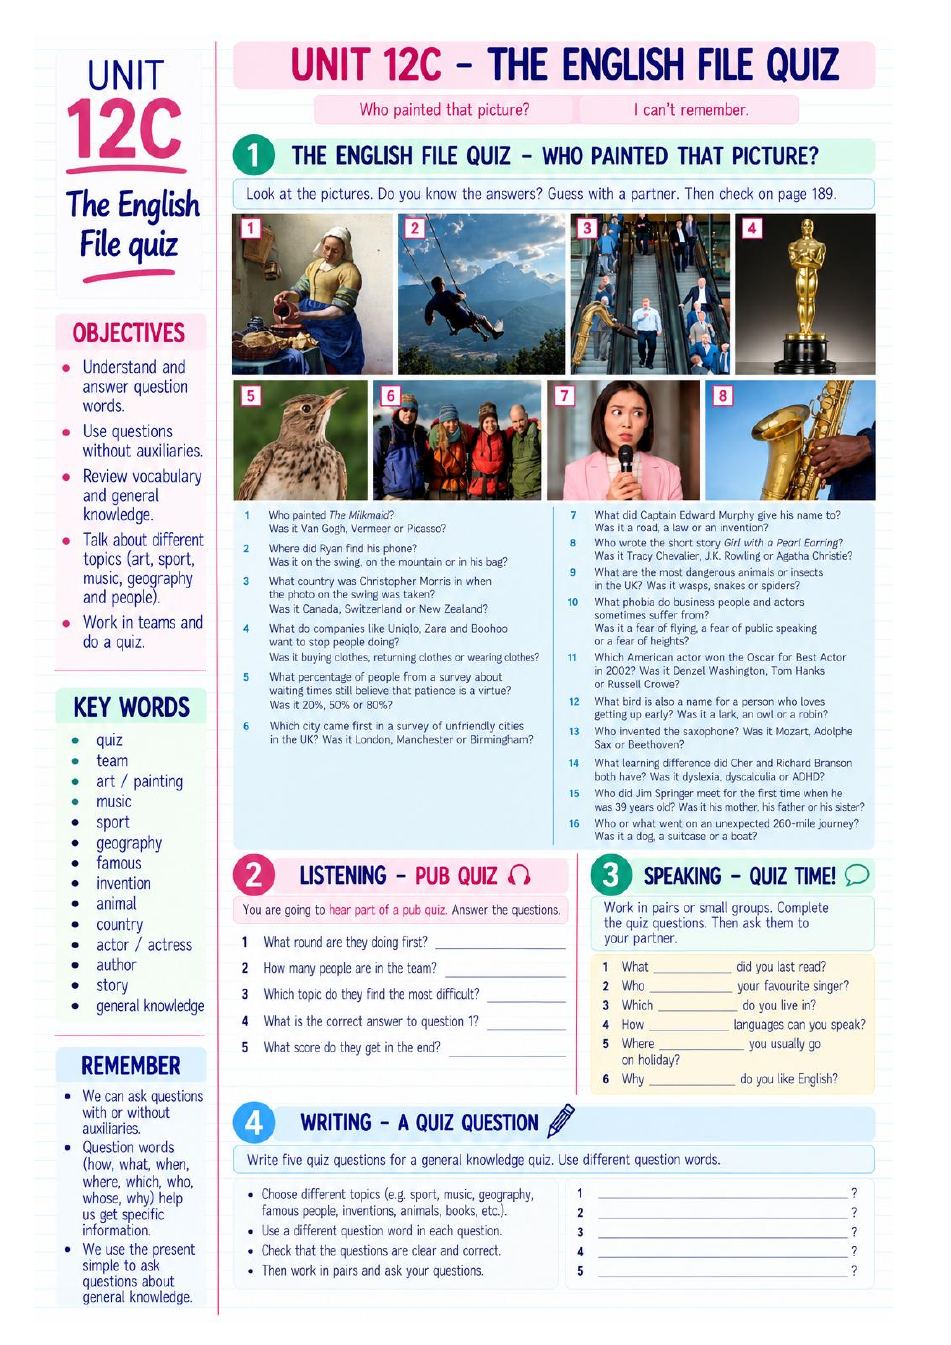 UNIT
12C
The English
File quiz
OBJECTIVES
• Understand and
answer question
words.
• Use questions
without auxiliaries.
• Review vocabulary
and general
knowledge.
• Talk about different
topics (art, sport,
music, geography
and people).
• Work in teams and
do a quiz.
KEY WORDS
• quiz
• team
• art / painting
• music
• sport
• geography
• famous
• invention
• animal
• country
• actor / actress
• author
• story
• general knowledge
REMEMBER
• We can ask questions
with or without
auxiliaries.
• Question words
(how, what, when,
where, which, who,
whose, why) help
us get specific
information.
• We use the present
simple to ask
questions about
general knowledge.
UNIT 12C – THE ENGLISH FILE QUIZ
Who painted that picture? I can't remember.
1 THE ENGLISH FILE QUIZ – WHO PAINTED THAT PICTURE?
Look at the pictures. Do you know the answers? Guess with a partner. Then check on page 189.
1 2 3 4
5 6 7 8
1 Who painted The Milkmaid?
Was it Van Gogh, Vermeer or Picasso?
2 Where did Ryan find his phone?
Was it on the swing, on the mountain or in his bag?
3 What country was Christopher Morris in when
the photo on the swing was taken?
Was it Canada, Switzerland or New Zealand?
4 What do companies like Uniqlo, Zara and Boohoo
want to stop people doing?
Was it buying clothes, returning clothes or wearing clothes?
5 What percentage of people from a survey about
waiting times still believe that patience is a virtue?
Was it 20%, 50% or 80%?
6 Which city came first in a survey of unfriendly cities
in the UK? Was it London, Manchester or Birmingham?
7 What did Captain Edward Murphy give his name to?
Was it a road, a law or an invention?
8 Who wrote the short story Girl with a Pearl Earring?
Was it Tracy Chevalier, J.K. Rowling or Agatha Christie?
9 What are the most dangerous animals or insects
in the UK? Was it wasps, snakes or spiders?
10 What phobia do business people and actors
sometimes suffer from?
Was it a fear of flying, a fear of public speaking
or a fear of heights?
11 Which American actor won the Oscar for Best Actor
in 2002? Was it Denzel Washington, Tom Hanks
or Russell Crowe?
12 What bird is also a name for a person who loves
getting up early? Was it a lark, an owl or a robin?
13 Who invented the saxophone? Was it Mozart, Adolphe
Sax or Beethoven?
14 What learning difference did Cher and Richard Branson
both have? Was it dyslexia, dyscalculia or ADHD?
15 Who did Jim Springer meet for the first time when he
was 39 years old? Was it his mother, his father or his sister?
16 Who or what went on an unexpected 260-mile journey?
Was it a dog, a suitcase or a boat?
2 LISTENING – PUB QUIZ
You are going to hear part of a pub quiz. Answer the questions.
1 What round are they doing first? ____________
2 How many people are in the team? ____________
3 Which topic do they find the most difficult? ____________
4 What is the correct answer to question 1? ____________
5 What score do they get in the end? ____________
3 SPEAKING – QUIZ TIME!
Work in pairs or small groups. Complete
the quiz questions. Then ask them to
your partner.
1 What ____________ did you last read?
2 Who ____________ your favourite singer?
3 Which ____________ do you live in?
4 How ____________ languages can you speak?
5 Where ____________ you usually go
on holiday?
6 Why ____________ do you like English?
4 WRITING – A QUIZ QUESTION
Write five quiz questions for a general knowledge quiz. Use different question words.
• Choose different topics (e.g. sport, music, geography,
famous people, inventions, animals, books, etc.).
• Use a different question word in each question.
• Check that the questions are clear and correct.
• Then work in pairs and ask your questions.
1 ____________ ?
2 ____________ ?
3 ____________ ?
4 ____________ ?
5 ____________ ?